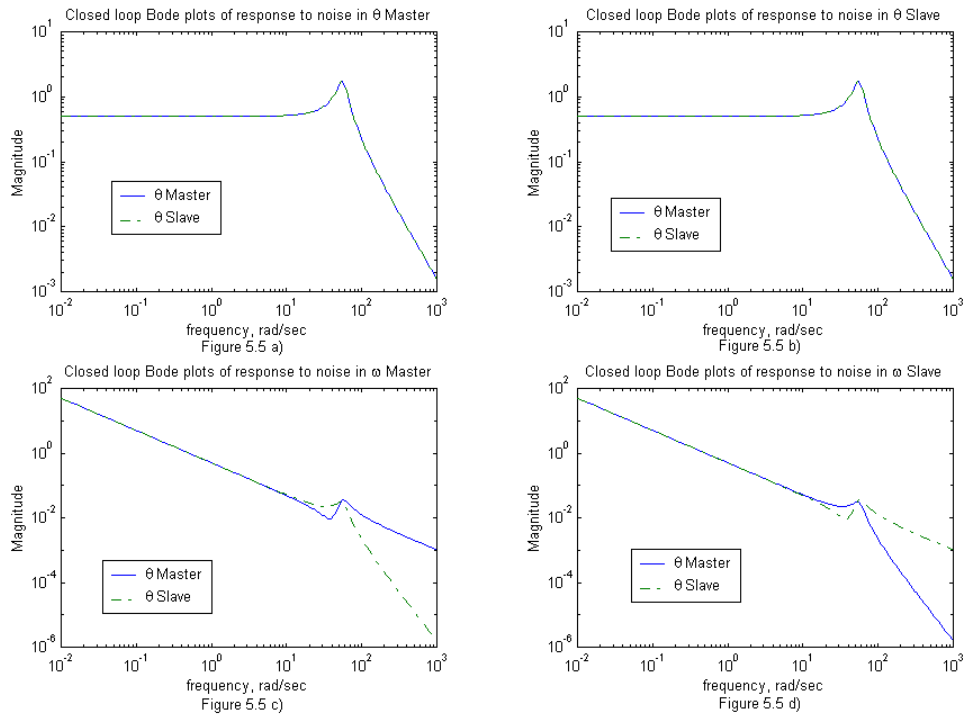 Closed loop Bode plots of response to noise in θ Master
10^1
10^0
10^-1
10^-2
10^-3
Magnitude
θ Master
θ Slave
10^-2 10^-1 10^0 10^1 10^2 10^3
frequency, rad/sec
Figure 5.5 a)
Closed loop Bode plots of response to noise in θ Slave
10^1
10^0
10^-1
10^-2
10^-3
Magnitude
θ Master
θ Slave
10^-2 10^-1 10^0 10^1 10^2 10^3
frequency, rad/sec
Figure 5.5 b)
Closed loop Bode plots of response to noise in ω Master
10^2
10^0
10^-2
10^-4
10^-6
Magnitude
θ Master
θ Slave
10^-2 10^-1 10^0 10^1 10^2 10^3
frequency, rad/sec
Figure 5.5 c)
Closed loop Bode plots of response to noise in ω Slave
10^2
10^0
10^-2
10^-4
10^-6
Magnitude
θ Master
θ Slave
10^-2 10^-1 10^0 10^1 10^2 10^3
frequency, rad/sec
Figure 5.5 d)